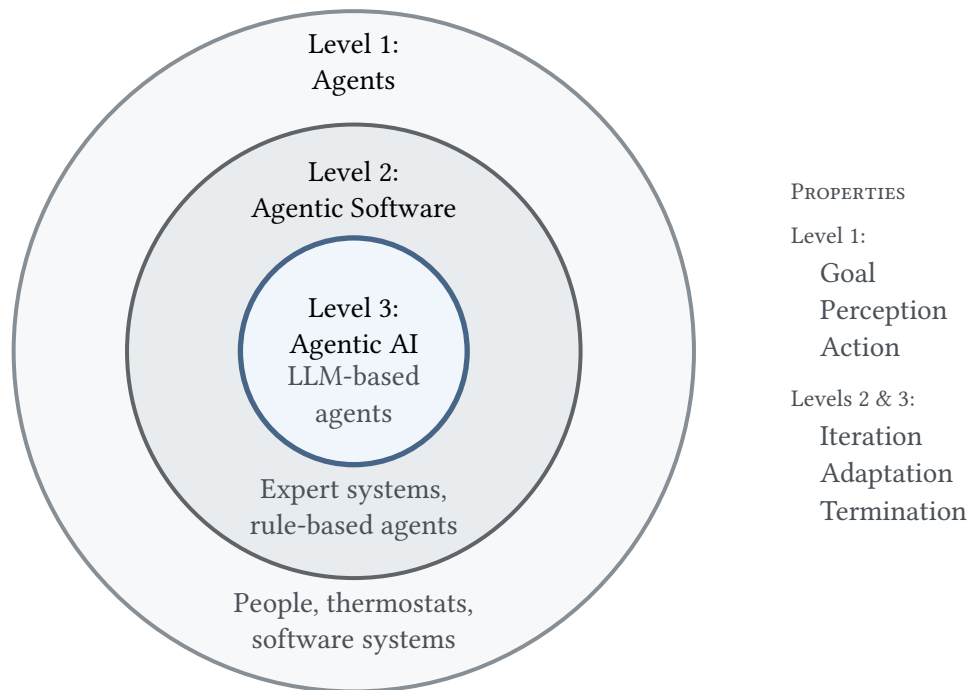 Level 1:
Agents
Level 2:
Agentic Software
Level 3:
Agentic AI
LLM-based
agents
Expert systems,
rule-based agents
People, thermostats,
software systems
Properties
Level 1:
Goal
Perception
Action
Levels 2 & 3:
Iteration
Adaptation
Termination